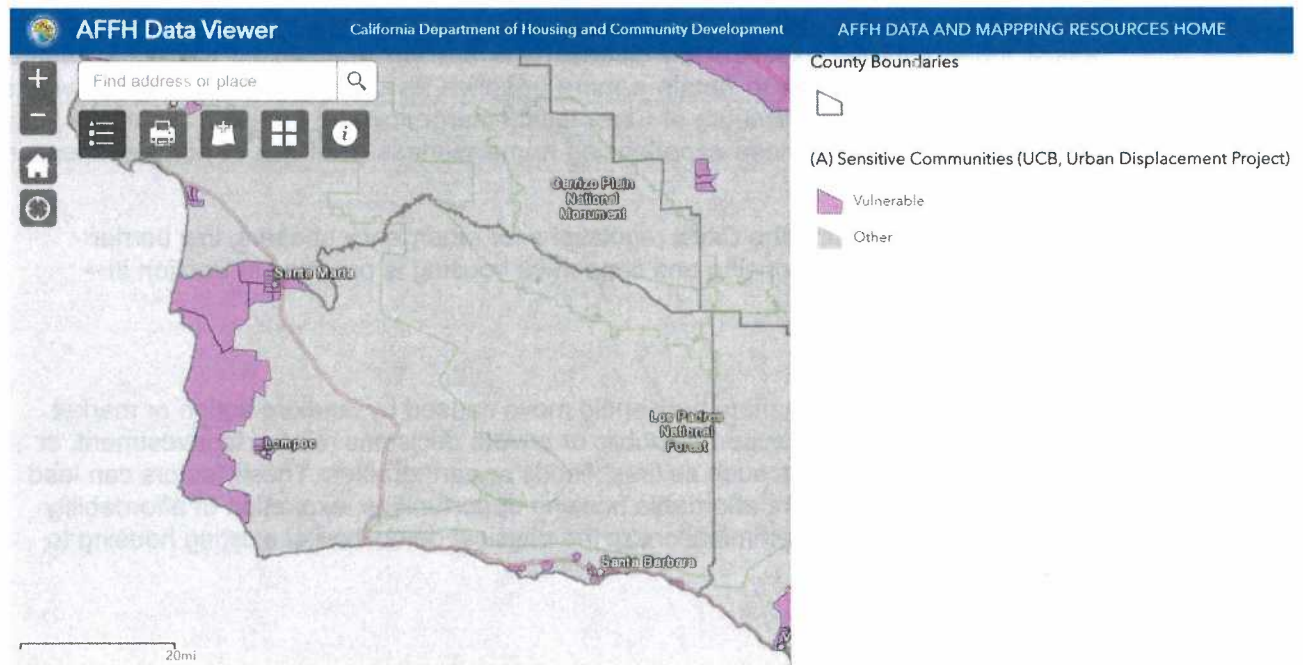 AFFH Data Viewer
California Department of Housing and Community Development
AFFH DATA AND MAPPPING RESOURCES HOME
+
Find address or place
−
i
Carrizo Plain
National
Monument
Santa Maria
Los Padres
National
Forest
Lompoc
Santa Barbara
20mi
County Boundaries
(A) Sensitive Communities (UCB, Urban Displacement Project)
Vulnerable
Other